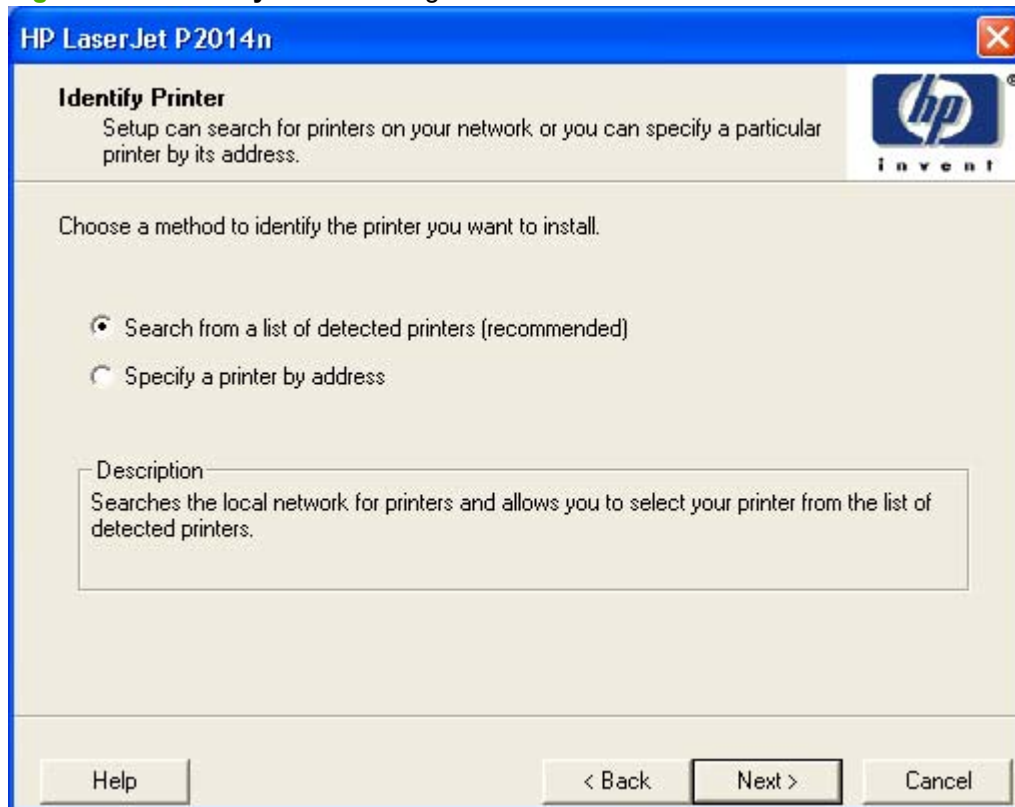 HP LaserJet P2014n
Identify Printer
Setup can search for printers on your network or you can specify a particular
printer by its address.
hp
®
invent
Choose a method to identify the printer you want to install.
Search from a list of detected printers (recommended)
Specify a printer by address
Description
Searches the local network for printers and allows you to select your printer from the list of
detected printers.
Help
< Back
Next >
Cancel